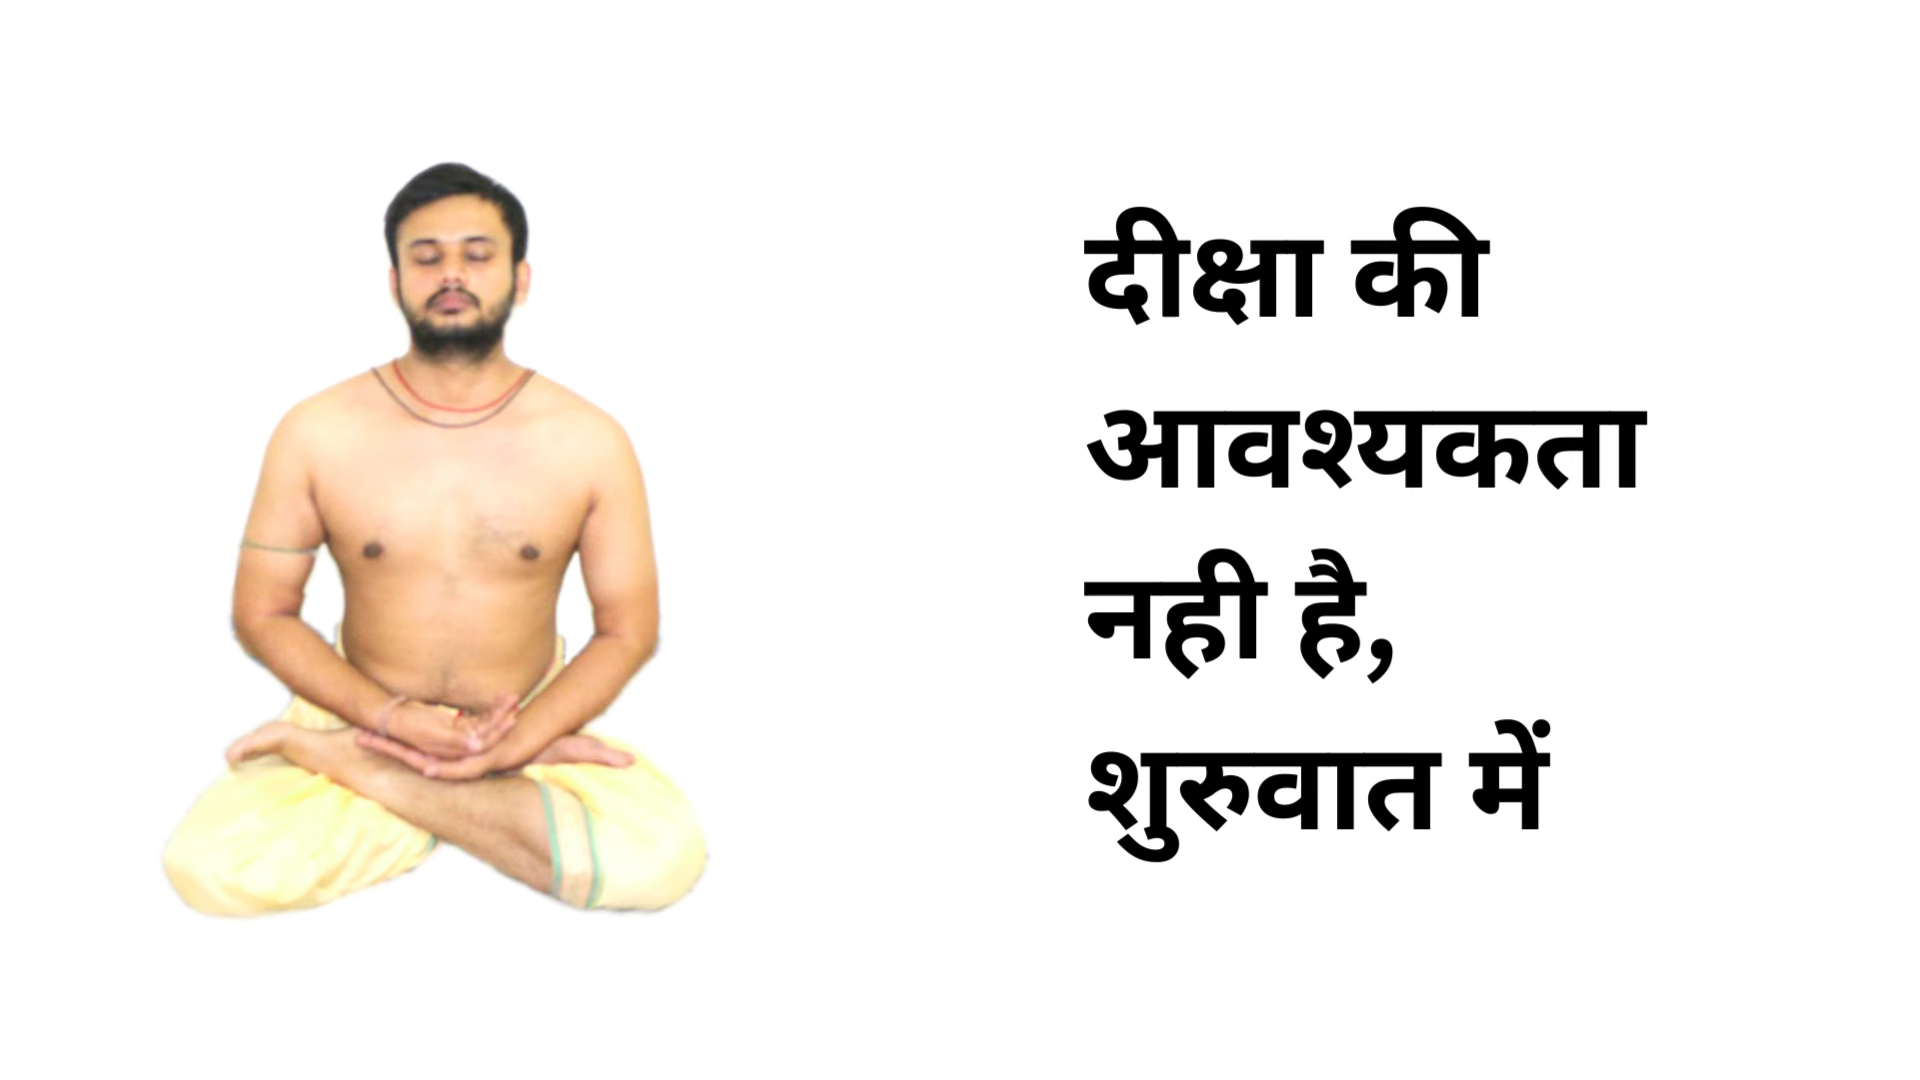 दीक्षा की
आवश्यकता
नही है,
शुरुवात में